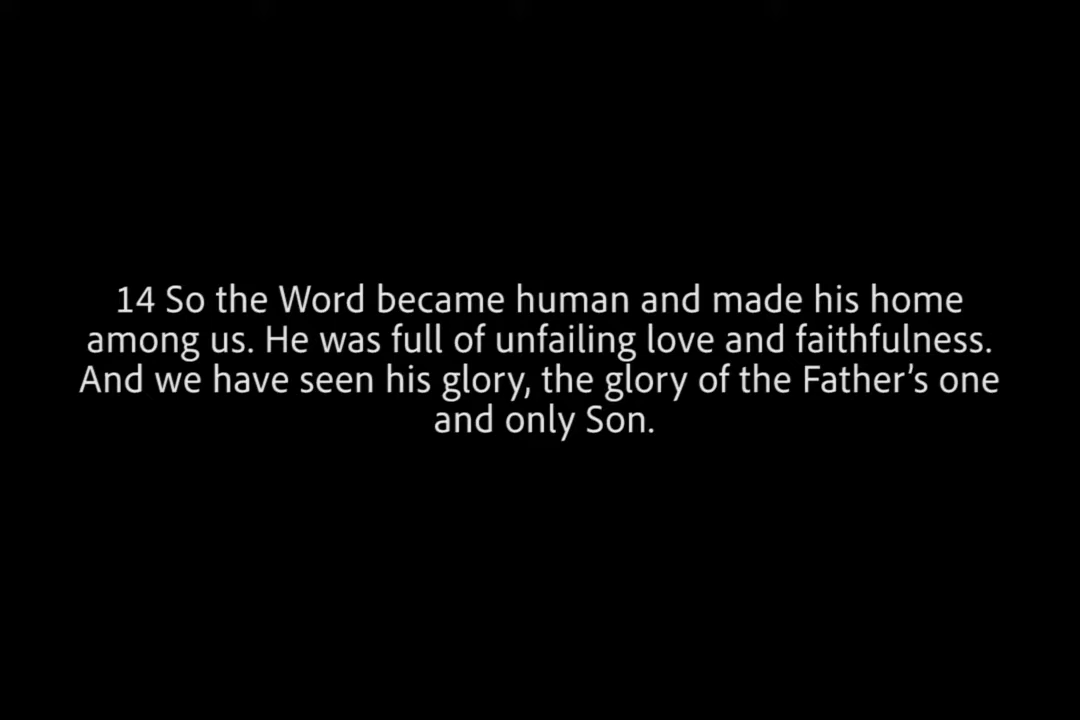 14 So the Word became human and made his home
among us. He was full of unfailing love and faithfulness.
And we have seen his glory, the glory of the Father’s one
and only Son.